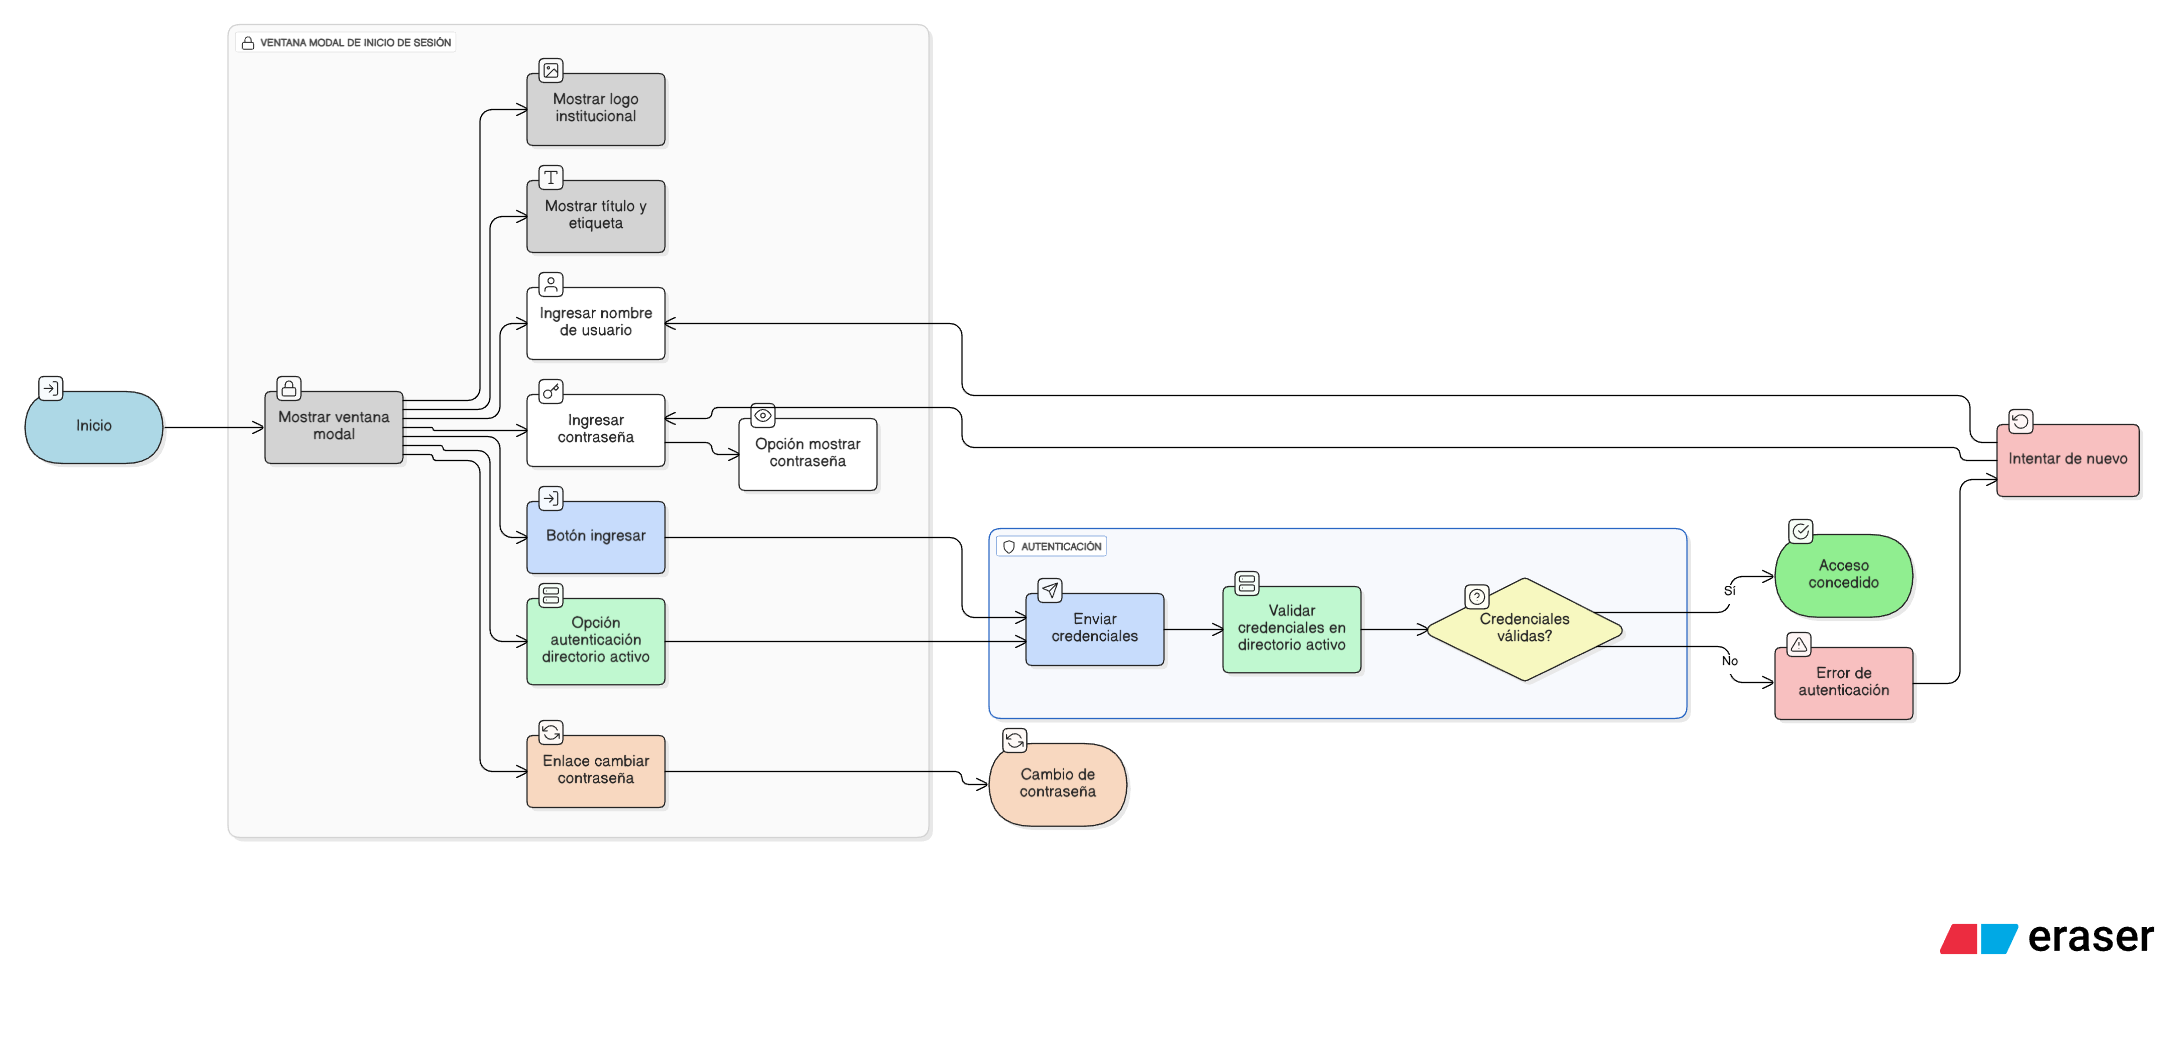 VENTANA MODAL DE INICIO DE SESIÓN
Mostrar logo
institucional
Mostrar título y
etiqueta
Ingresar nombre
de usuario
Inicio
Mostrar ventana
modal
Ingresar
contraseña
Opción mostrar
contraseña
Intentar de nuevo
Botón ingresar
Opción
autenticación
directorio activo
AUTENTICACIÓN
Enviar
credenciales
Validar
credenciales en
directorio activo
Credenciales
válidas?
Sí
No
Acceso
concedido
Error de
autenticación
Enlace cambiar
contraseña
Cambio de
contraseña
eraser